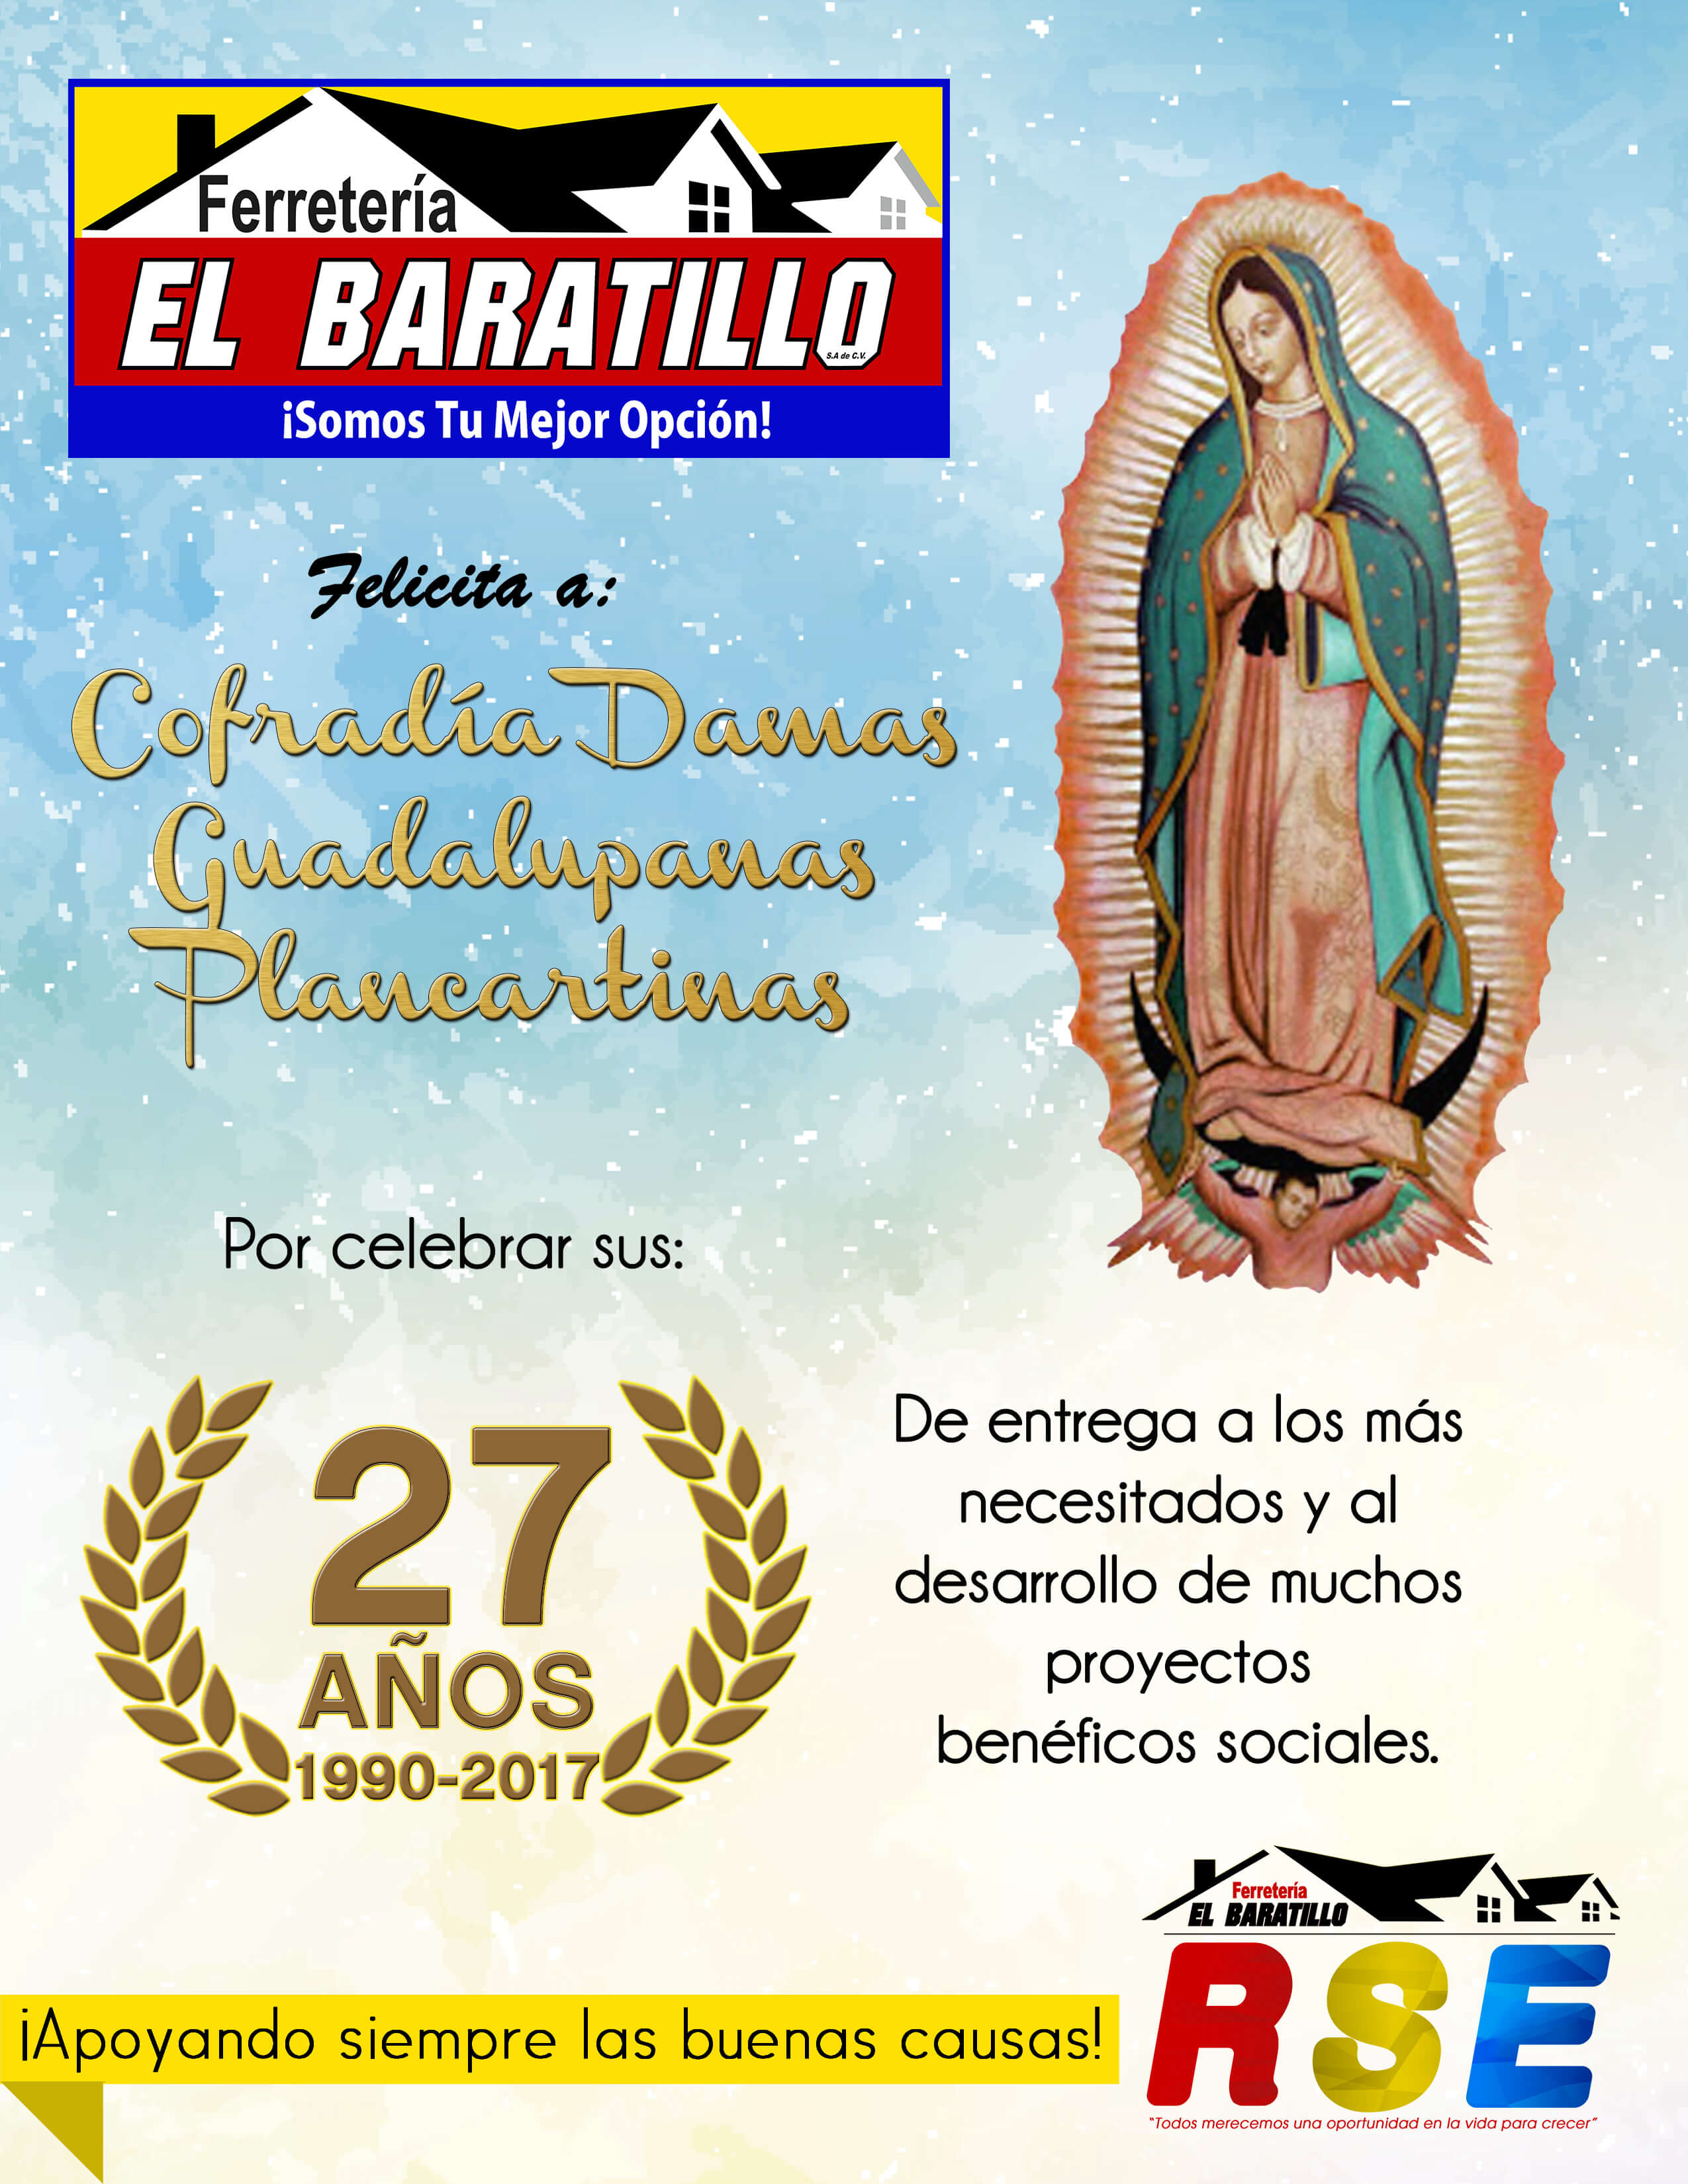 Ferretería
EL BARATILLO
S.A de C.V.
¡Somos Tu Mejor Opción!
Felicita a:
Cofradía Damas
Guadalupanas
Plancartinas
Por celebrar sus:
27
AÑOS
1990-2017
De entrega a los más
necesitados y al
desarrollo de muchos
proyectos
benéficos sociales.
¡Apoyando siempre las buenas causas!
Ferretería
EL BARATILLO
RSE
"Todos merecemos una oportunidad en la vida para crecer"